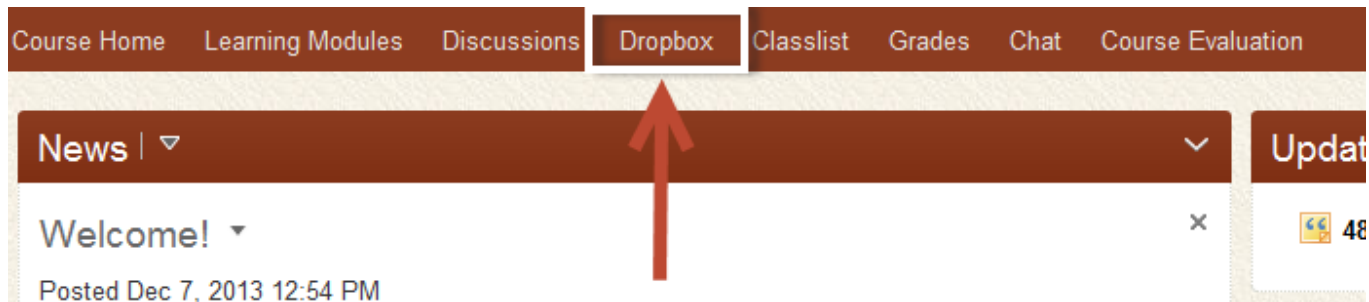 Course Home Learning Modules Discussions Dropbox Classlist Grades Chat Course Evaluation
News
Updat
Welcome!
48
Posted Dec 7, 2013 12:54 PM